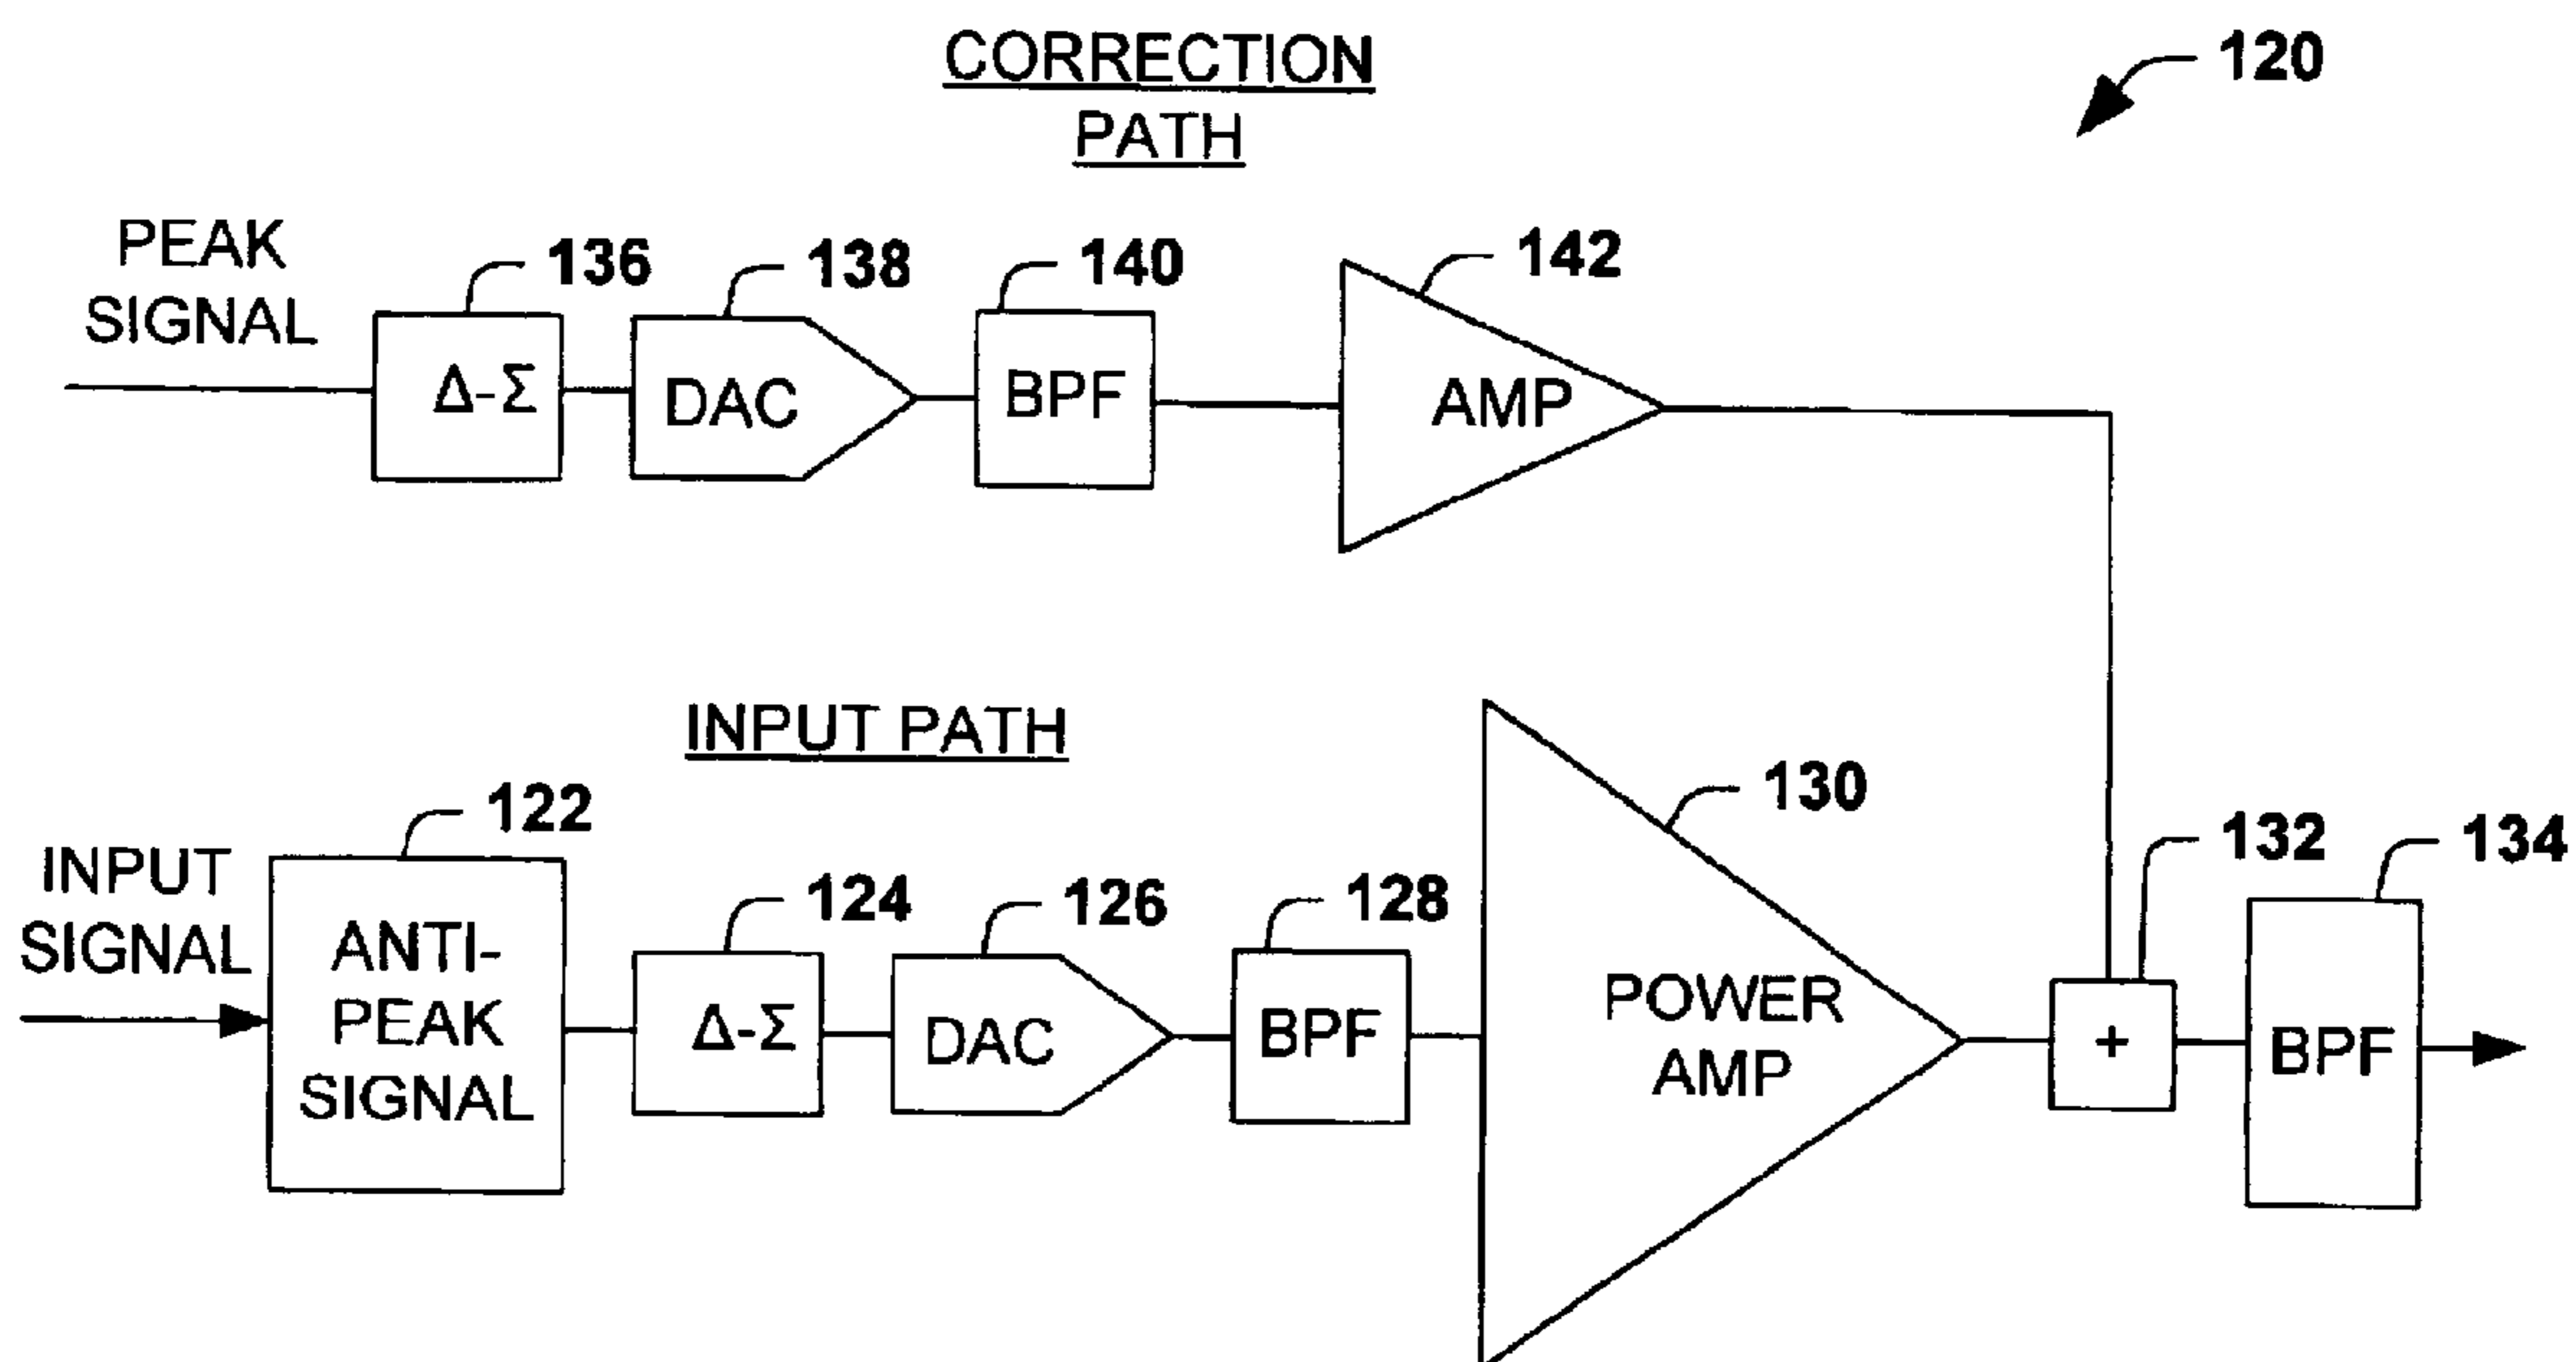 CORRECTION
PATH
120
PEAK
SIGNAL
136
138
140
142
Δ-Σ
DAC
BPF
AMP
INPUT PATH
INPUT
SIGNAL
122
124
126
128
130
132
134
ANTI-
PEAK
SIGNAL
Δ-Σ
DAC
BPF
POWER
AMP
+
BPF